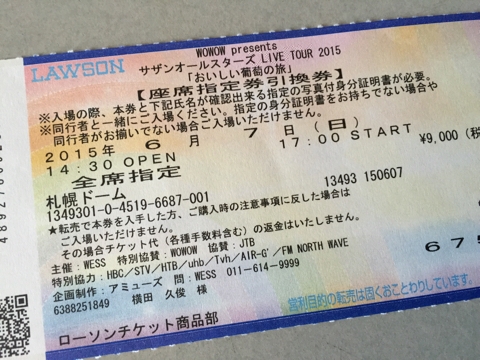 LAWSON
WOWOW presents
サザンオールスターズ LIVE TOUR 2015
「おいしい葡萄の旅」
【座席指定券引換券】
※入場の際、本券と下記氏名が確認出来る指定の写真付身分証明書が必要。
※同行者と一緒にご入場ください。指定の身分証明書をお持ちでない場合や
同行者がお揃いでない場合ご入場いただけません。
2015年 6月 7日(日)
14:30 OPEN 17:00 START
¥9,000(税
全席指定
札幌ドーム
1349301-0-4519-6687-001 13493 150607
★転売で本券を入手した方、ご購入時の注意事項に反した場合は
ご入場いただけません。
その場合チケット代(各種手数料含む)の返金はいたしません。
主催:WESS 特別協賛:WOWOW 協力:JTB
特別協力:HBC/STV/HTB/uhb/Tvh/AIR-G'/FM NORTH WAVE
企画制作:アミューズ 問:WESS 011-614-9999
6388251849 横田 久俊 様
675
営利目的の転売は固くおことわりしています。
ローソンチケット商品部